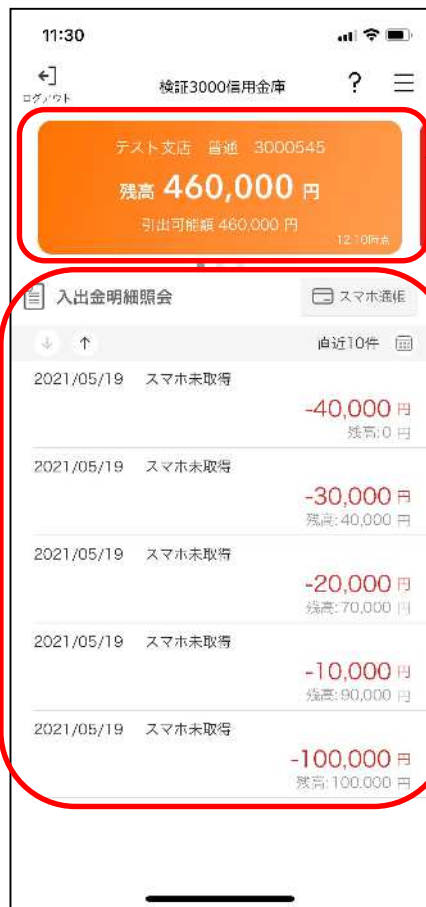 11:30
検証3000信用金庫 ?
ログアウト
テスト支店 普通 3000545
残高 460,000 円
引出可能額 460,000 円
12:10時点
入出金明細照会 スマホ通帳
↓ ↑ 直近10件
2021/05/19 スマホ未取得
-40,000 円
残高:0 円
2021/05/19 スマホ未取得
-30,000 円
残高:40,000 円
2021/05/19 スマホ未取得
-20,000 円
残高:70,000 円
2021/05/19 スマホ未取得
-10,000 円
残高:90,000 円
2021/05/19 スマホ未取得
-100,000 円
残高:100,000 円